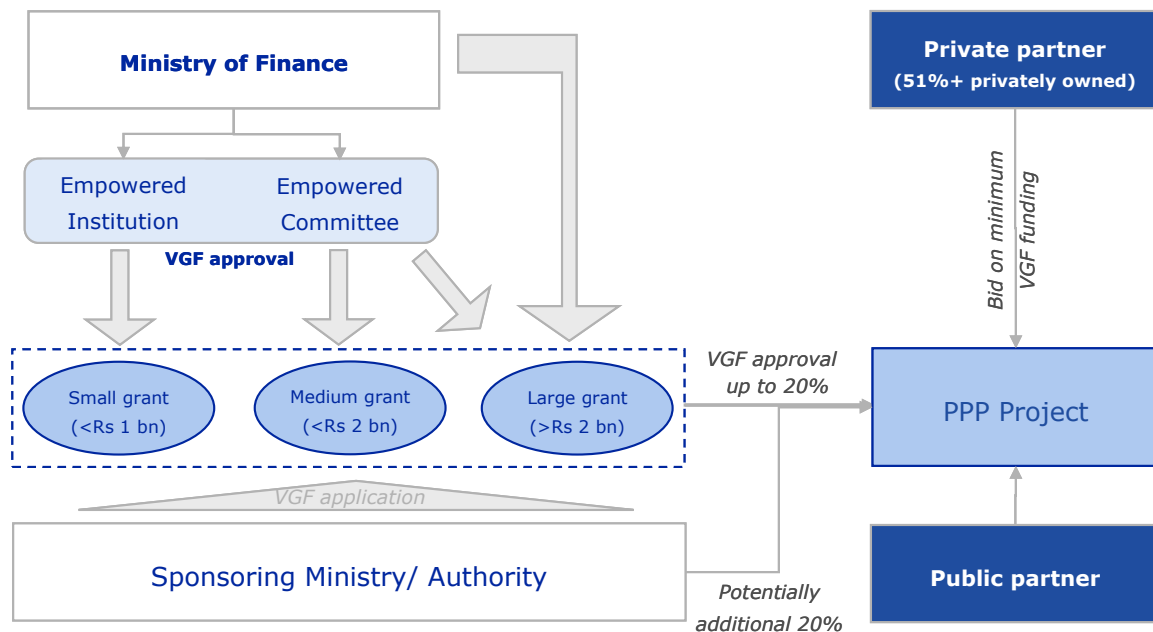 Ministry of Finance
Private partner
(51%+ privately owned)
Empowered
Institution
Empowered
Committee
VGF approval
Bid on minimum
VGF funding
Small grant
(<Rs 1 bn)
Medium grant
(<Rs 2 bn)
Large grant
(>Rs 2 bn)
VGF approval
up to 20%
PPP Project
VGF application
Sponsoring Ministry/ Authority
Potentially
additional 20%
Public partner